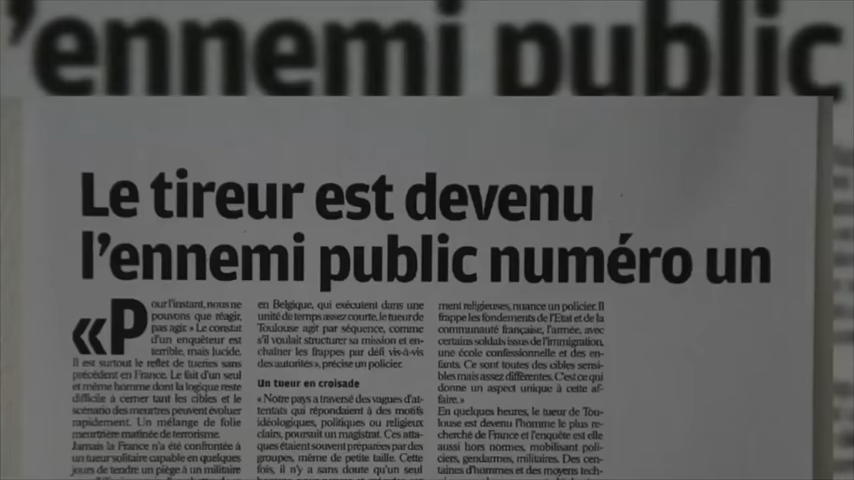 l'ennemi public
Le tireur est devenu
l'ennemi public numéro un
«Pour l'instant, nous ne
pouvons que réagir,
pas agir.» Le constat
d'un enquêteur est
terrible, mais lucide.
Il est surtout le reflet de tueries sans
précédent en France. Le fait d'un seul
et même homme dont la logique reste
difficile à cerner tant les cibles et le
scénario des meurtres peuvent évoluer
rapidement. Un mélange de folie
meurtrière matinée de terrorisme.
Jamais la France n'a été confrontée à
un tueur solitaire capable en quelques
jours de tendre un piège à un militaire
en Belgique, qui exécutent dans une
unité de temps assez courte, le tueur de
Toulouse agit par séquence, comme
s'il voulait structurer sa mission et en-
chaîner les frappes par défi vis-à-vis
des autorités», précise un policier.
Un tueur en croisade
«Notre pays a traversé des vagues d'at-
tentats qui répondaient à des motifs
idéologiques, politiques ou religieux
clairs, poursuit un magistrat. Ces atta-
ques étaient souvent préparées par des
groupes, même de petite taille. Cette
fois, il n'y a sans doute qu'un seul
ment religieuses, nuance un policier. Il
frappe les fondements de l'Etat et de la
communauté française, l'armée, avec
certains soldats issus de l'immigration,
une école confessionnelle et des en-
fants. Ce sont toutes des cibles sensi-
bles mais assez différentes. C'est ce qui
donne un aspect unique à cette af-
faire.»
En quelques heures, le tueur de Tou-
louse est devenu l'homme le plus re-
cherché de France et l'enquête est elle
aussi hors normes, mobilisant poli-
ciers, gendarmes, militaires. Des cen-
taines d'hommes et des moyens tech-